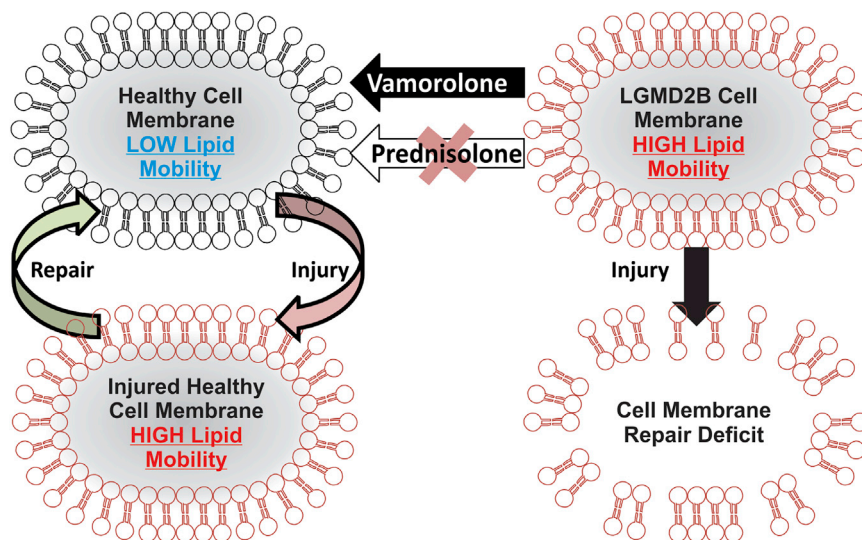 Healthy Cell
Membrane
LOW Lipid
Mobility
Vamorolone
Prednisolone
LGMD2B Cell
Membrane
HIGH Lipid
Mobility
Repair
Injury
Injury
Injured Healthy
Cell Membrane
HIGH Lipid
Mobility
Cell Membrane
Repair Deficit